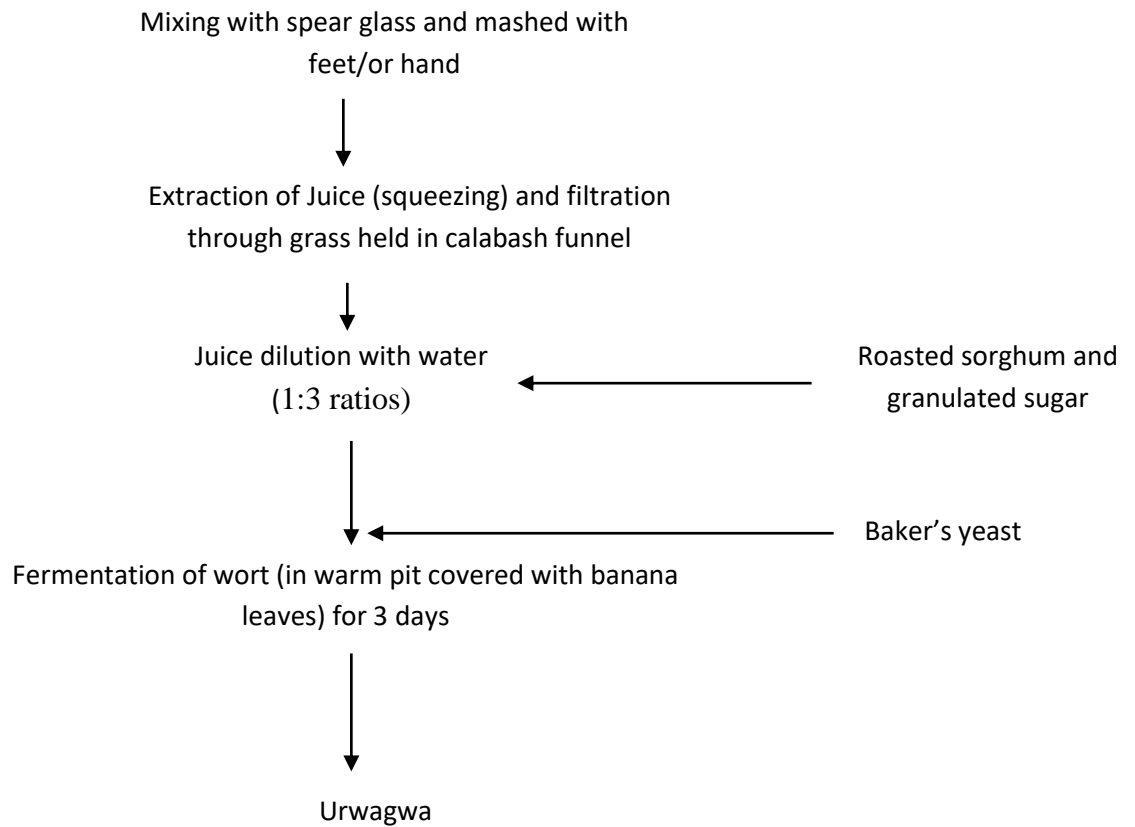 Mixing with spear glass and mashed with
feet/or hand
Extraction of Juice (squeezing) and filtration
through grass held in calabash funnel
Juice dilution with water
(1:3 ratios)
Roasted sorghum and
granulated sugar
Baker’s yeast
Fermentation of wort (in warm pit covered with banana
leaves) for 3 days
Urwagwa